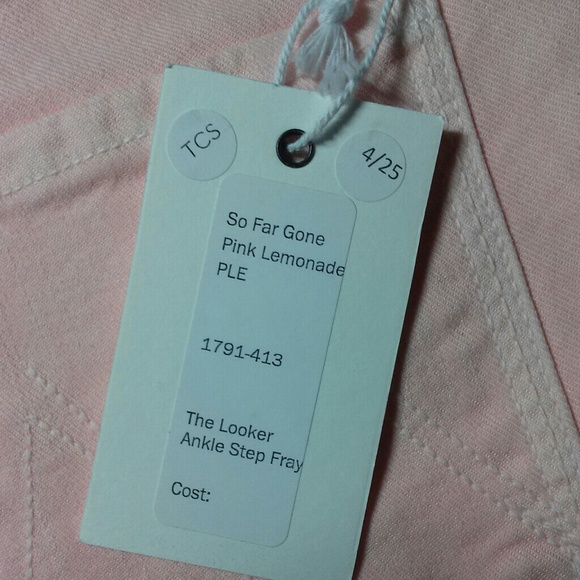 TCS
4/25
So Far Gone
Pink Lemonade
PLE
1791-413
The Looker
Ankle Step Fray
Cost: